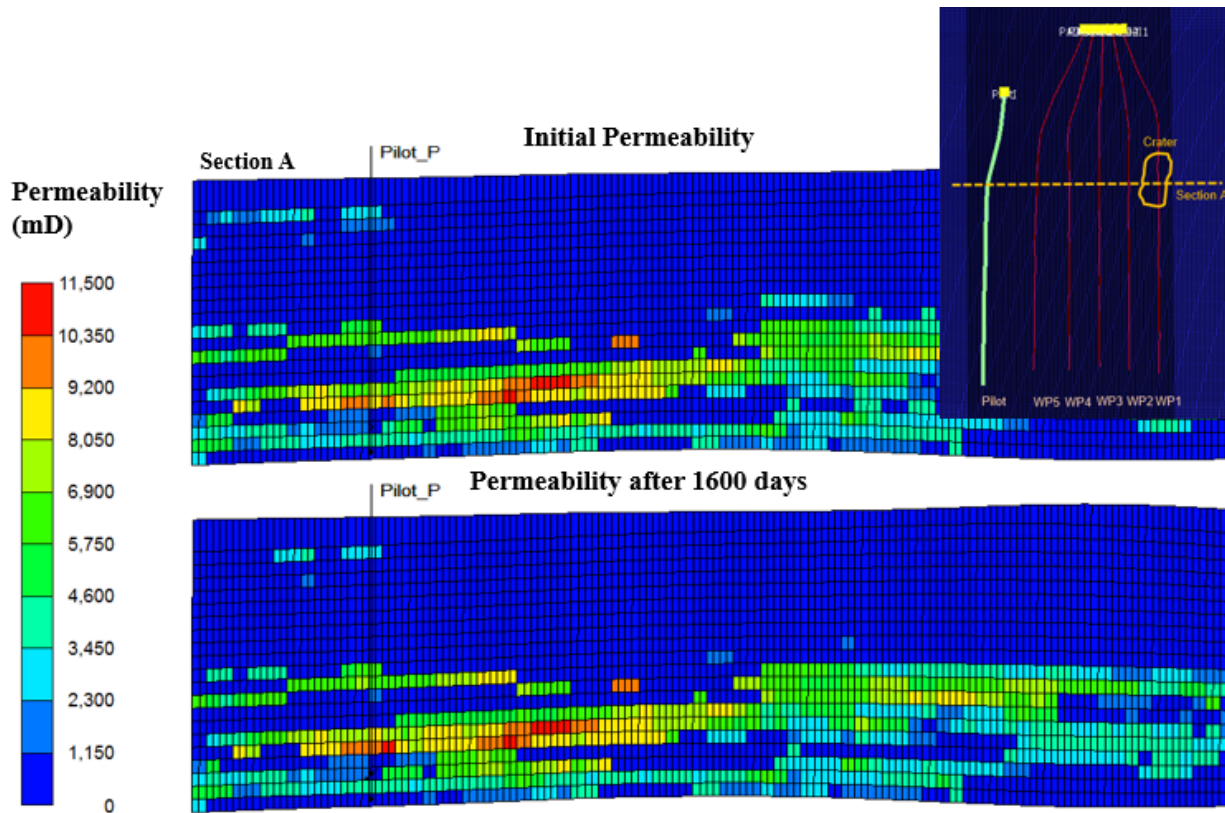 Initial Permeability
Section A
Pilot_P
Permeability
(mD)
11,500
10,350
9,200
8,050
6,900
5,750
4,600
3,450
2,300
1,150
0
Crater
Section A
Pilot
WP5
WP4
WP3
WP2
WP1
Permeability after 1600 days
Pilot_P